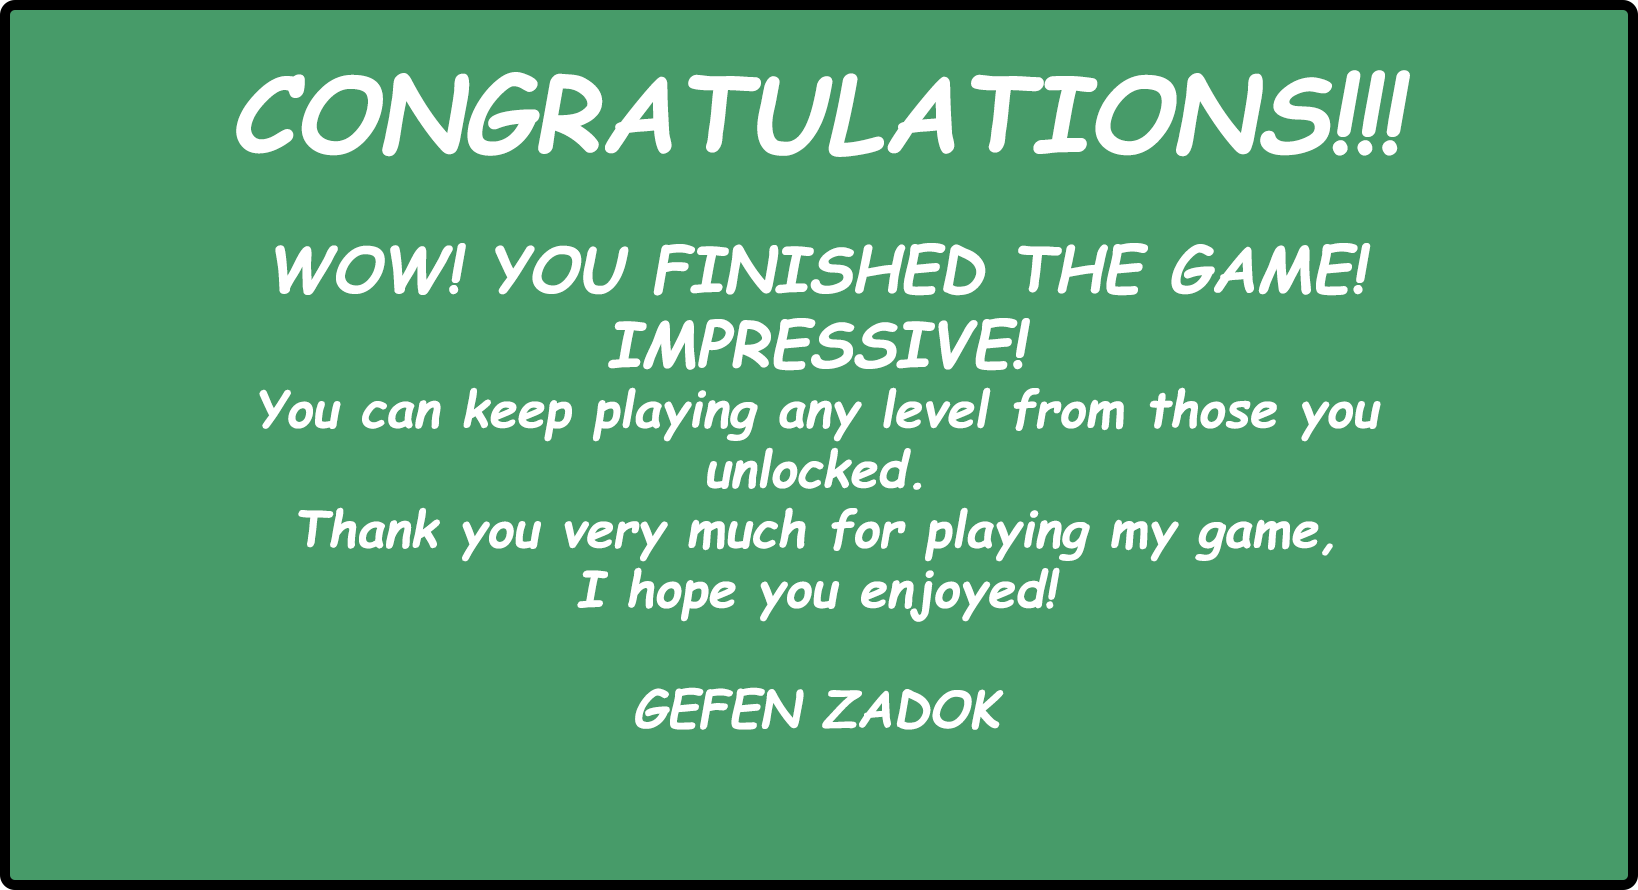 CONGRATULATIONS!!!
WOW! YOU FINISHED THE GAME!
IMPRESSIVE!
You can keep playing any level from those you
unlocked.
Thank you very much for playing my game,
I hope you enjoyed!
GEFEN ZADOK